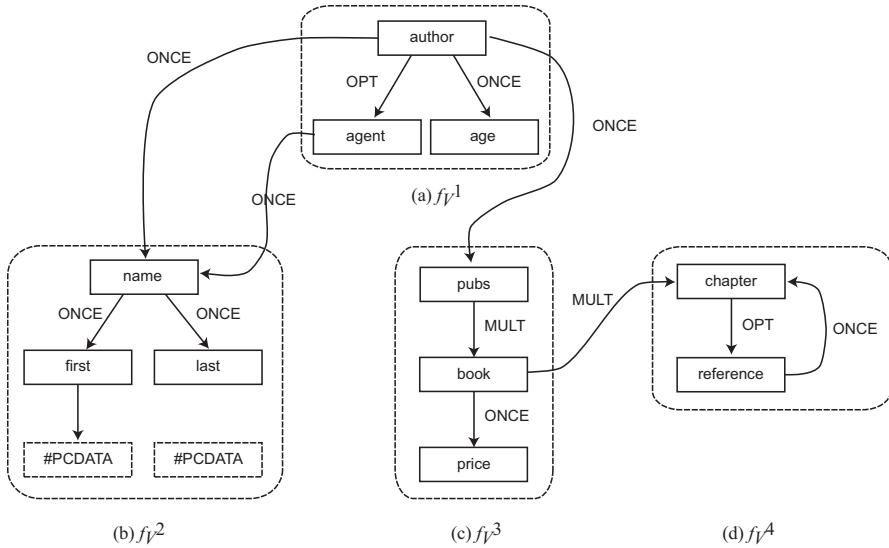 author
ONCE
OPT
ONCE
ONCE
agent
age
(a) fV1
ONCE
name
pubs
chapter
MULT
ONCE
ONCE
MULT
OPT
ONCE
first
last
book
reference
ONCE
#PCDATA
#PCDATA
price
(b) fV2
(c) fV3
(d) fV4